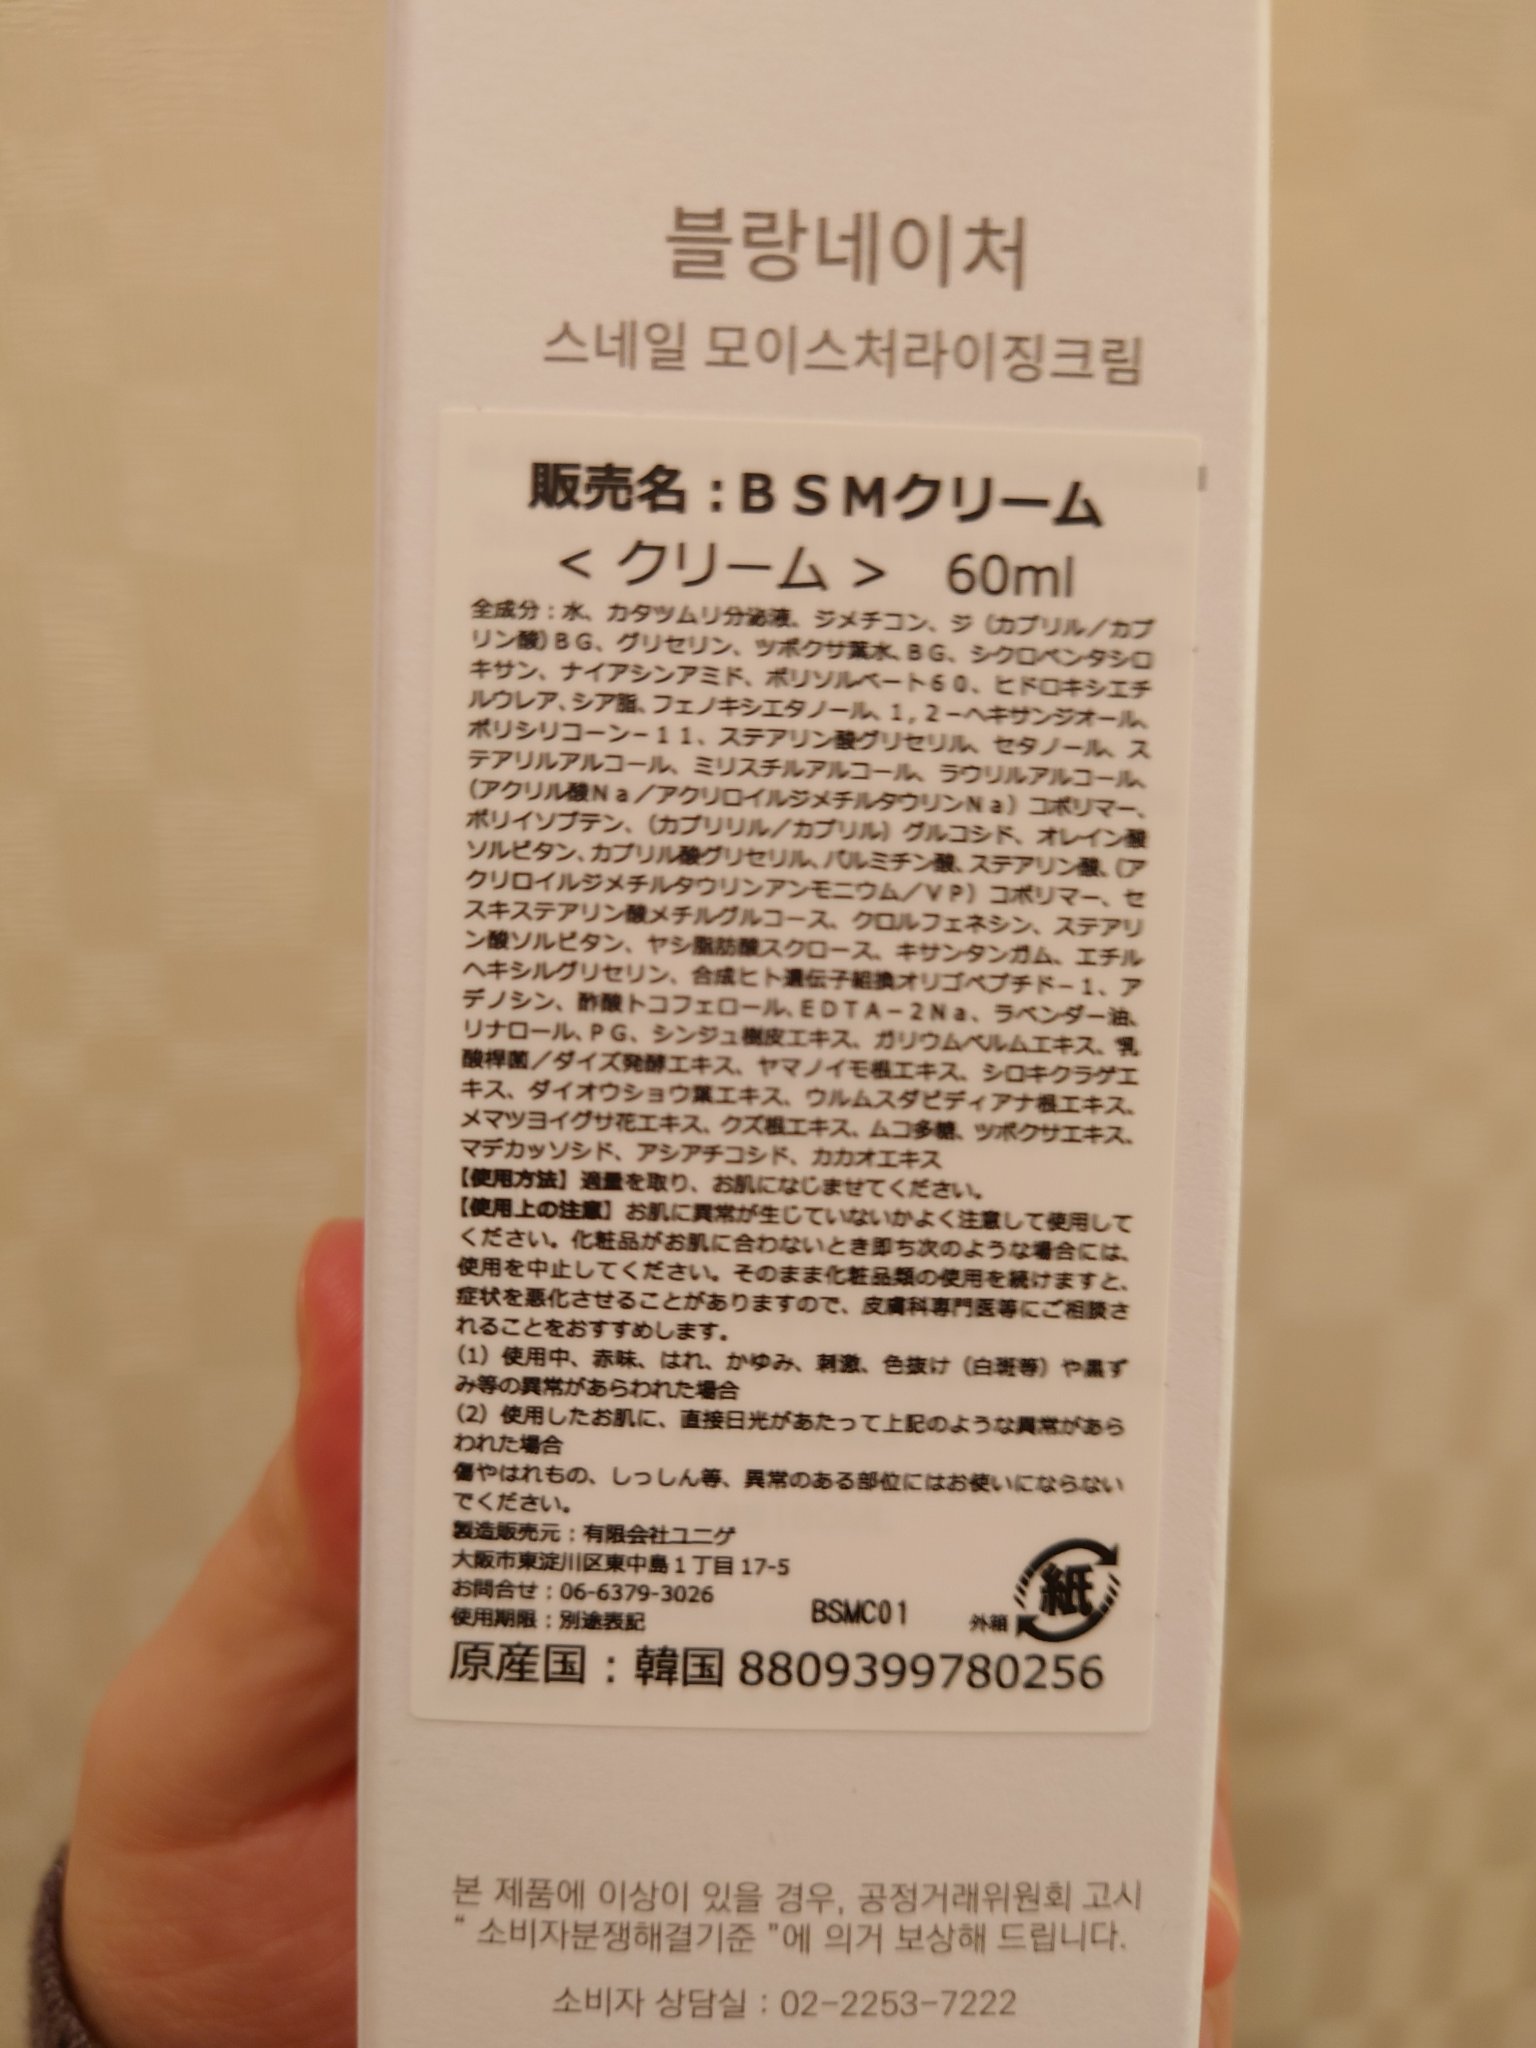 블랑네이처
스네일 모이스처라이징크림
販売名：ＢＳＭクリーム
＜クリーム＞　60ml
全成分：水、カタツムリ分泌液、ジメチコン、ジ（カプリル／カプ
リン酸）ＢＧ、グリセリン、ツボクサ葉水、ＢＧ、シクロペンタシロ
キサン、ナイアシンアミド、ポリソルベート６０、ヒドロキシエチ
ルウレア、シア脂、フェノキシエタノール、１，２－ヘキサンジオール、
ポリシリコーン－１１、ステアリン酸グリセリル、セタノール、ス
テアリルアルコール、ミリスチルアルコール、ラウリルアルコール、
（アクリル酸Ｎａ／アクリロイルジメチルタウリンＮａ）コポリマー、
ポリイソブテン、（カプリリル／カプリル）グルコシド、オレイン酸
ソルビタン、カプリル酸グリセリル、パルミチン酸、ステアリン酸、（ア
クリロイルジメチルタウリンアンモニウム／ＶＰ）コポリマー、セ
スキステアリン酸メチルグルコース、クロルフェネシン、ステアリ
ン酸ソルビタン、ヤシ脂肪酸スクロース、キサンタンガム、エチル
ヘキシルグリセリン、合成ヒト遺伝子組換オリゴペプチド－１、ア
デノシン、酢酸トコフェロール、ＥＤＴＡ－２Ｎａ、ラベンダー油、
リナロール、ＰＧ、シンジュ樹皮エキス、ガリウムベルムエキス、乳
酸桿菌／ダイズ発酵エキス、ヤマノイモ根エキス、シロキクラゲエ
キス、ダイオウショウ葉エキス、ウルムスダビディアナ根エキス、
メマツヨイグサ花エキス、クズ根エキス、ムコ多糖、ツボクサエキス、
マデカッソシド、アシアチコシド、カカオエキス
【使用方法】適量を取り、お肌になじませてください。
【使用上の注意】お肌に異常が生じていないかよく注意して使用して
ください。化粧品がお肌に合わないとき即ち次のような場合には、
使用を中止してください。そのまま化粧品類の使用を続けますと、
症状を悪化させることがありますので、皮膚科専門医等にご相談さ
れることをおすすめします。
（1）使用中、赤味、はれ、かゆみ、刺激、色抜け（白斑等）や黒ず
み等の異常があらわれた場合
（2）使用したお肌に、直接日光があたって上記のような異常があら
われた場合
傷やはれもの、しっしん等、異常のある部位にはお使いにならない
でください。
製造販売元：有限会社ユニゲ
大阪市東淀川区東中島１丁目17-5
お問合せ：06-6379-3026
使用期限：別途表記
BSMC01
外箱 紙
原産国：韓国 8809399780256
본 제품에 이상이 있을 경우, 공정거래위원회 고시
" 소비자분쟁해결기준 "에 의거 보상해 드립니다.
소비자 상담실 : 02-2253-7222